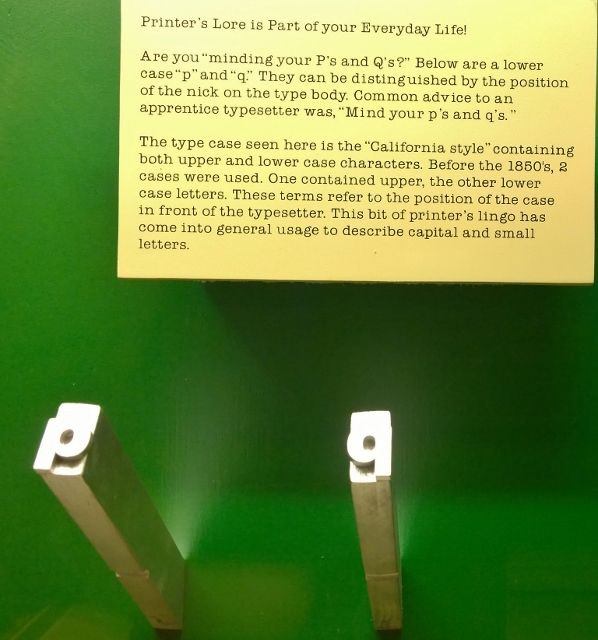 Printer's Lore is Part of your Everyday Life!
Are you "minding your P's and Q's?" Below are a lower
case "p" and "q." They can be distinguished by the position
of the nick on the type body. Common advice to an
apprentice typesetter was, "Mind your p's and q's."
The type case seen here is the "California style" containing
both upper and lower case characters. Before the 1850's, 2
cases were used. One contained upper, the other lower
case letters. These terms refer to the position of the case
in front of the typesetter. This bit of printer's lingo has
come into general usage to describe capital and small
letters.
p q